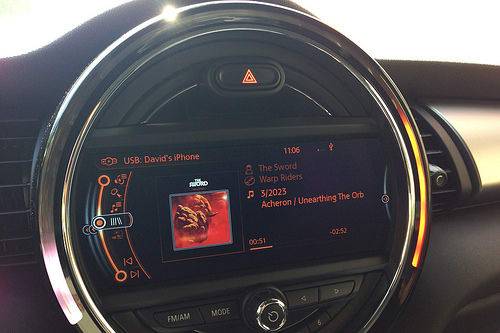 USB: David's iPhone
11:06
The Sword
Warp Riders
3/2023
Acheron / Unearthing The Orb
THE SWORD
00:51
-02:52
FM/AM
MODE
6